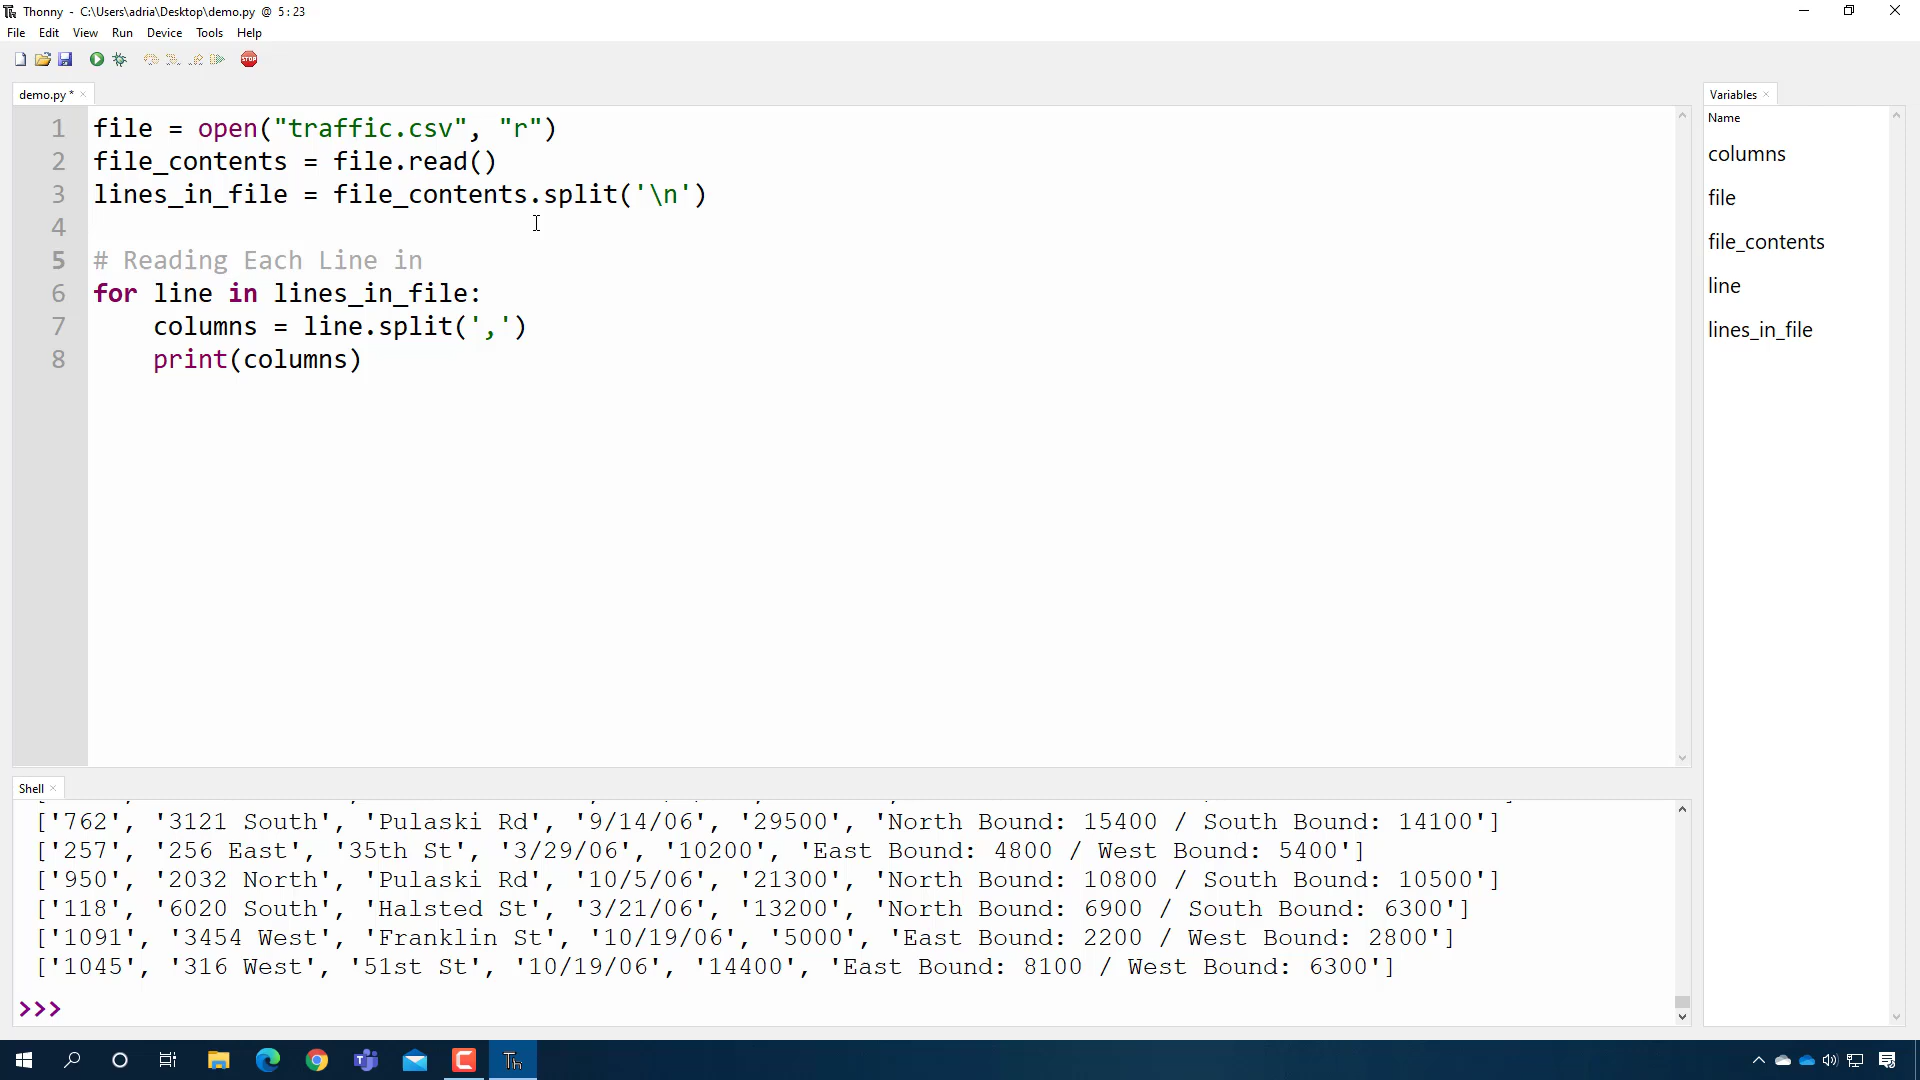 Thonny - C:\Users\adria\Desktop\demo.py @ 5 : 23
File Edit View Run Device Tools Help
STOP
demo.py *
1 file = open("traffic.csv", "r")
2 file_contents = file.read()
3 lines_in_file = file_contents.split('\n')
4
5 # Reading Each Line in
6 for line in lines_in_file:
7     columns = line.split(',')
8     print(columns)
Variables
Name
columns
file
file_contents
line
lines_in_file
Shell
['762', '3121 South', 'Pulaski Rd', '9/14/06', '29500', 'North Bound: 15400 / South Bound: 14100']
['257', '256 East', '35th St', '3/29/06', '10200', 'East Bound: 4800 / West Bound: 5400']
['950', '2032 North', 'Pulaski Rd', '10/5/06', '21300', 'North Bound: 10800 / South Bound: 10500']
['118', '6020 South', 'Halsted St', '3/21/06', '13200', 'North Bound: 6900 / South Bound: 6300']
['1091', '3454 West', 'Franklin St', '10/19/06', '5000', 'East Bound: 2200 / West Bound: 2800']
['1045', '316 West', '51st St', '10/19/06', '14400', 'East Bound: 8100 / West Bound: 6300']
>>>
Th